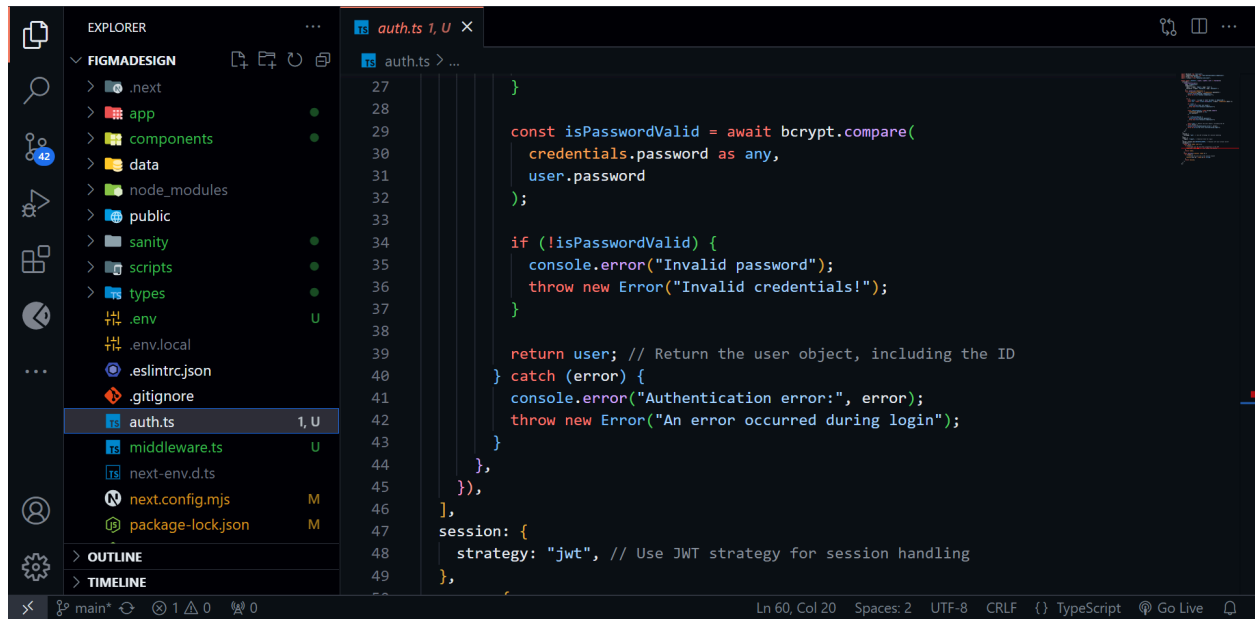 EXPLORER
FIGMADESIGN
.next
app
components
data
node_modules
public
sanity
scripts
types
.env U
.env.local
.eslintrc.json
.gitignore
auth.ts 1, U
middleware.ts U
next-env.d.ts
next.config.mjs M
package-lock.json M
OUTLINE
TIMELINE
42
auth.ts 1, U
auth.ts > ...
27 }
28
29 const isPasswordValid = await bcrypt.compare(
30 credentials.password as any,
31 user.password
32 );
33
34 if (!isPasswordValid) {
35 console.error("Invalid password");
36 throw new Error("Invalid credentials!");
37 }
38
39 return user; // Return the user object, including the ID
40 } catch (error) {
41 console.error("Authentication error:", error);
42 throw new Error("An error occurred during login");
43 }
44 },
45 }),
46 ],
47 session: {
48 strategy: "jwt", // Use JWT strategy for session handling
49 },
main* 1 0 0 Ln 60, Col 20 Spaces: 2 UTF-8 CRLF {} TypeScript Go Live